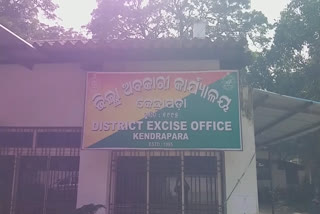 ଜିଲ୍ଲା ଅବକାରୀ କାର୍ଯ୍ୟାଳୟ
କେନ୍ଦ୍ରାପଡ଼ା
DISTRICT EXCISE OFFICE
KENDRAPARA